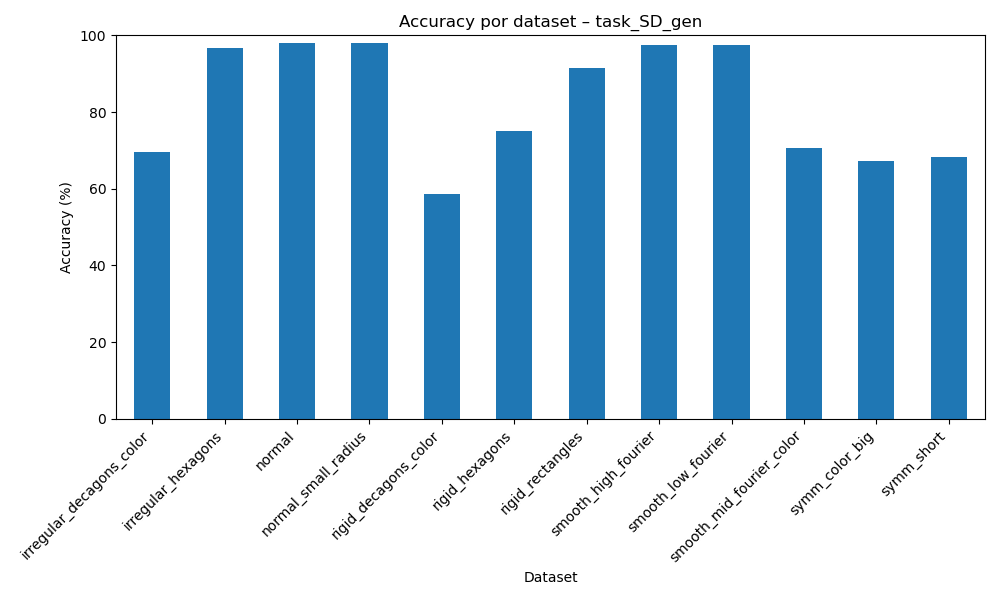 Accuracy por dataset – task_SD_gen
100
80
60
40
20
0
Accuracy (%)
irregular_decagons_color
irregular_hexagons
normal
normal_small_radius
rigid_decagons_color
rigid_hexagons
rigid_rectangles
smooth_high_fourier
smooth_low_fourier
smooth_mid_fourier_color
symm_color_big
symm_short
Dataset